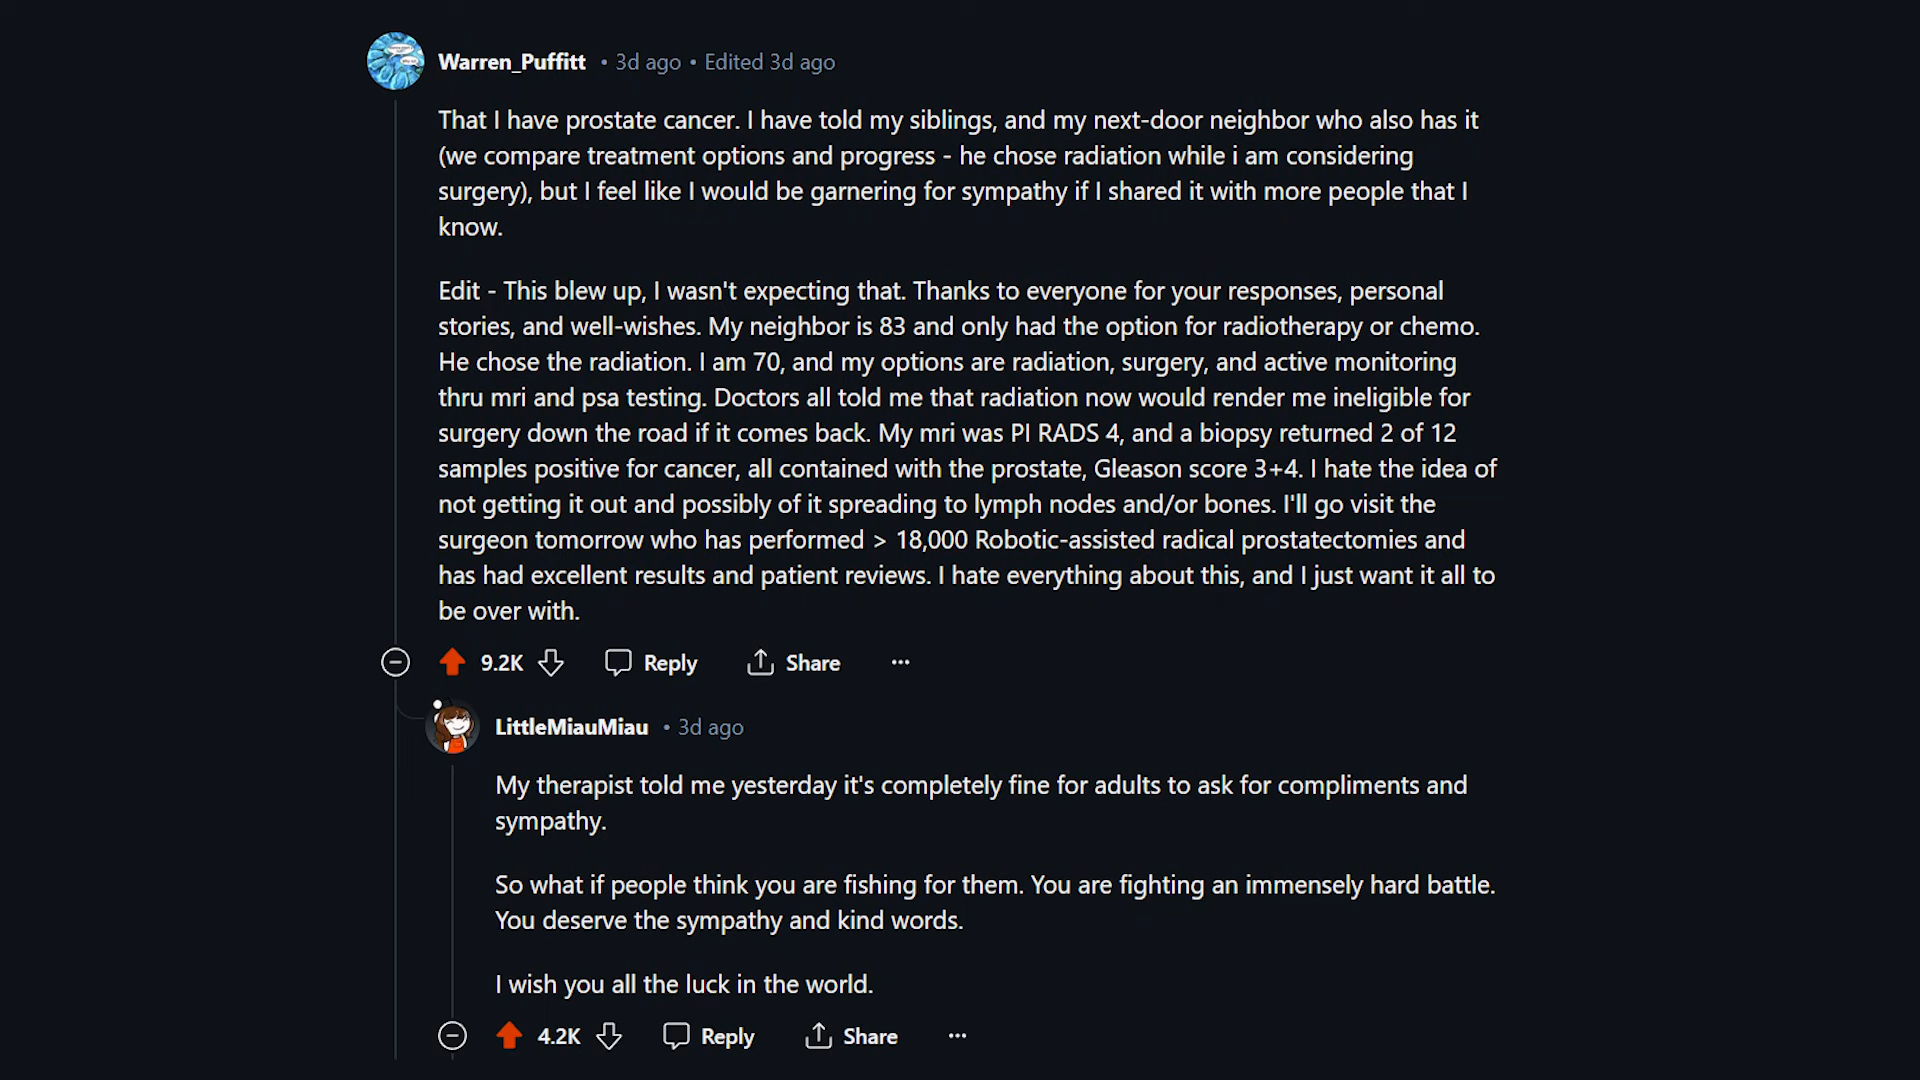 Warren_Puffitt • 3d ago • Edited 3d ago
That I have prostate cancer. I have told my siblings, and my next-door neighbor who also has it
(we compare treatment options and progress - he chose radiation while i am considering
surgery), but I feel like I would be garnering for sympathy if I shared it with more people that I
know.
Edit - This blew up, I wasn't expecting that. Thanks to everyone for your responses, personal
stories, and well-wishes. My neighbor is 83 and only had the option for radiotherapy or chemo.
He chose the radiation. I am 70, and my options are radiation, surgery, and active monitoring
thru mri and psa testing. Doctors all told me that radiation now would render me ineligible for
surgery down the road if it comes back. My mri was PI RADS 4, and a biopsy returned 2 of 12
samples positive for cancer, all contained with the prostate, Gleason score 3+4. I hate the idea of
not getting it out and possibly of it spreading to lymph nodes and/or bones. I'll go visit the
surgeon tomorrow who has performed > 18,000 Robotic-assisted radical prostatectomies and
has had excellent results and patient reviews. I hate everything about this, and I just want it all to
be over with.
9.2K Reply Share ···
LittleMiauMiau • 3d ago
My therapist told me yesterday it's completely fine for adults to ask for compliments and
sympathy.
So what if people think you are fishing for them. You are fighting an immensely hard battle.
You deserve the sympathy and kind words.
I wish you all the luck in the world.
4.2K Reply Share ···